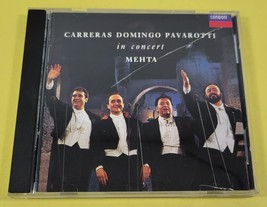 CARRERAS DOMINGO PAVAROTTI
in concert
MEHTA